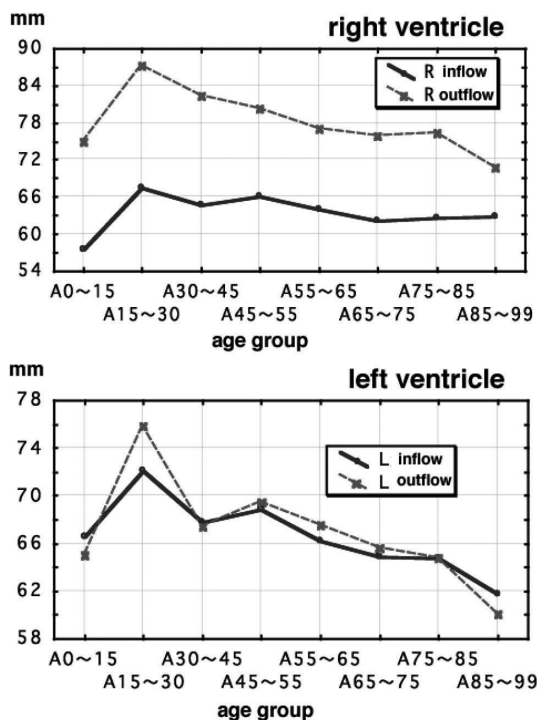 mm
right ventricle
90
84
78
72
66
60
54
R inflow
R outflow
A0~15 A30~45 A55~65 A75~85
A15~30 A45~55 A65~75 A85~99
age group
mm
left ventricle
78
74
70
66
62
58
L inflow
L outflow
A0~15 A30~45 A55~65 A75~85
A15~30 A45~55 A65~75 A85~99
age group